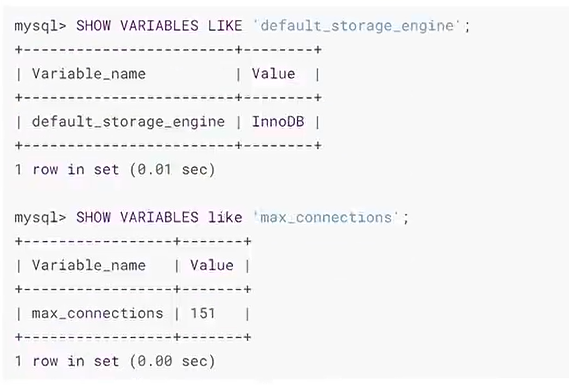 mysql> SHOW VARIABLES LIKE 'default_storage_engine';
+------------------------+--------+
| Variable_name          | Value  |
+------------------------+--------+
| default_storage_engine | InnoDB |
+------------------------+--------+
1 row in set (0.01 sec)

mysql> SHOW VARIABLES like 'max_connections';
+-----------------+-------+
| Variable_name   | Value |
+-----------------+-------+
| max_connections | 151   |
+-----------------+-------+
1 row in set (0.00 sec)